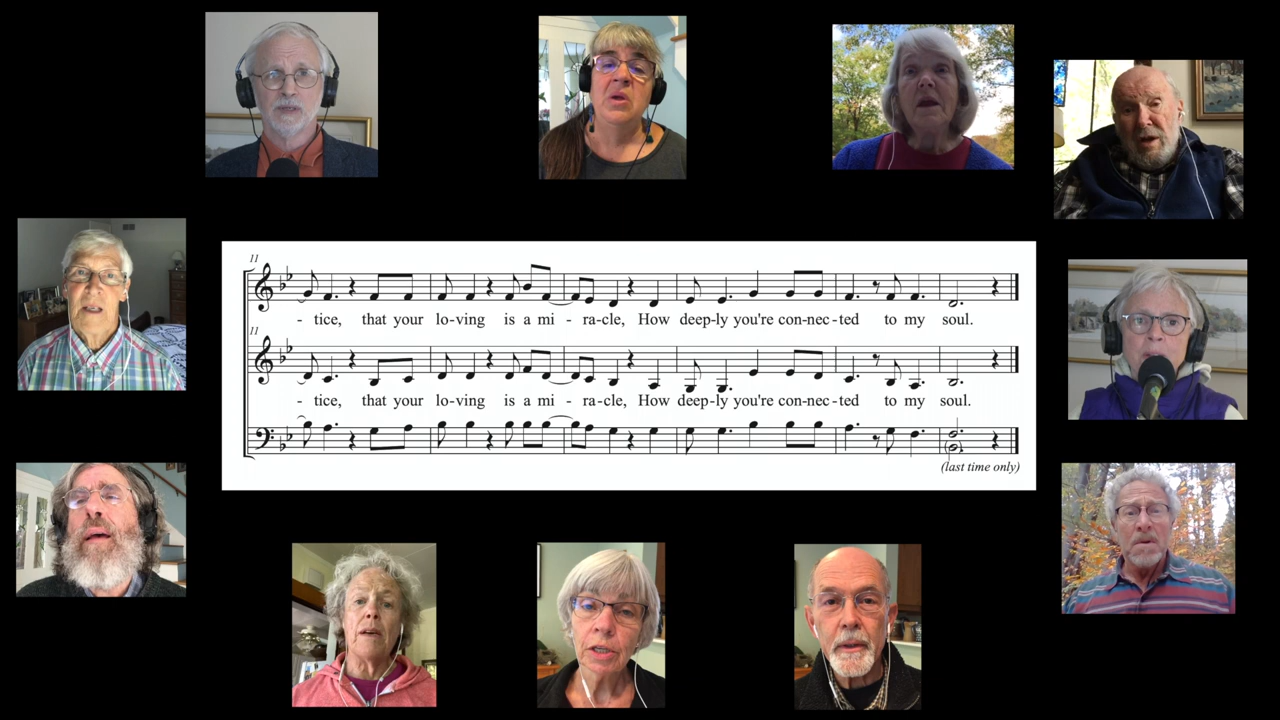 11
- tice, that your lo-ving is a mi - ra-cle, How deep-ly you're con-nec-ted to my soul.
11
- tice, that your lo-ving is a mi - ra-cle, How deep-ly you're con-nec-ted to my soul.
(last time only)